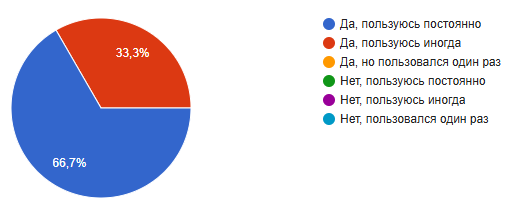 33,3%
66,7%
Да, пользуюсь постоянно
Да, пользуюсь иногда
Да, но пользовался один раз
Нет, пользуюсь постоянно
Нет, пользуюсь иногда
Нет, пользовался один раз